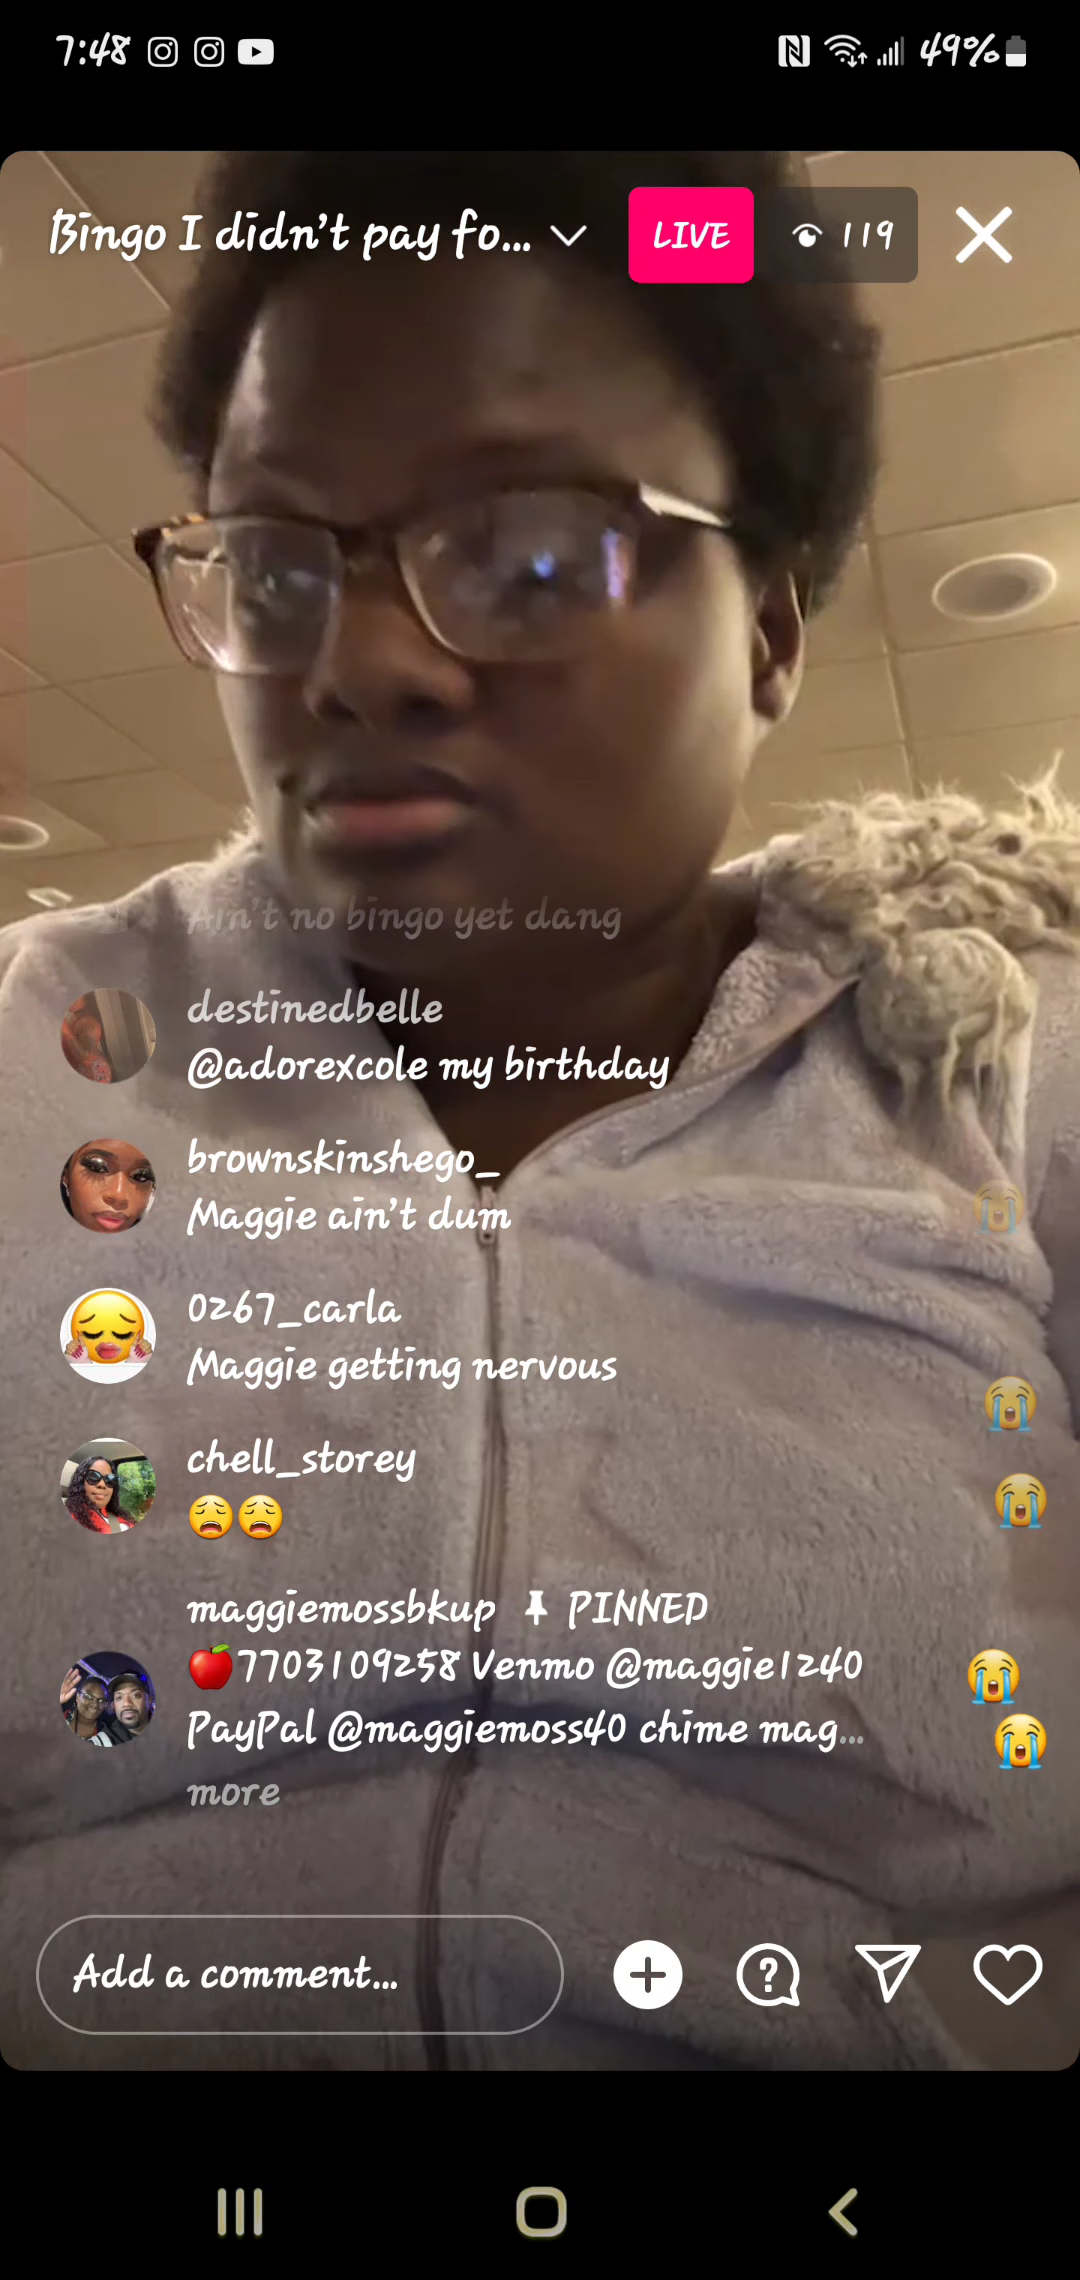 7:48
49%
Bingo I didn't pay fo...
LIVE
119
Ain't no bingo yet dang
destinedbelle
@adorexcole my birthday
brownskinshego_
Maggie ain't dum
0267_carla
Maggie getting nervous
chell_storey
😩😩
maggiemossbkup 📌 PINNED
🍎7703109258 Venmo @maggie1240
PayPal @maggiemoss40 chime mag...
more
Add a comment...